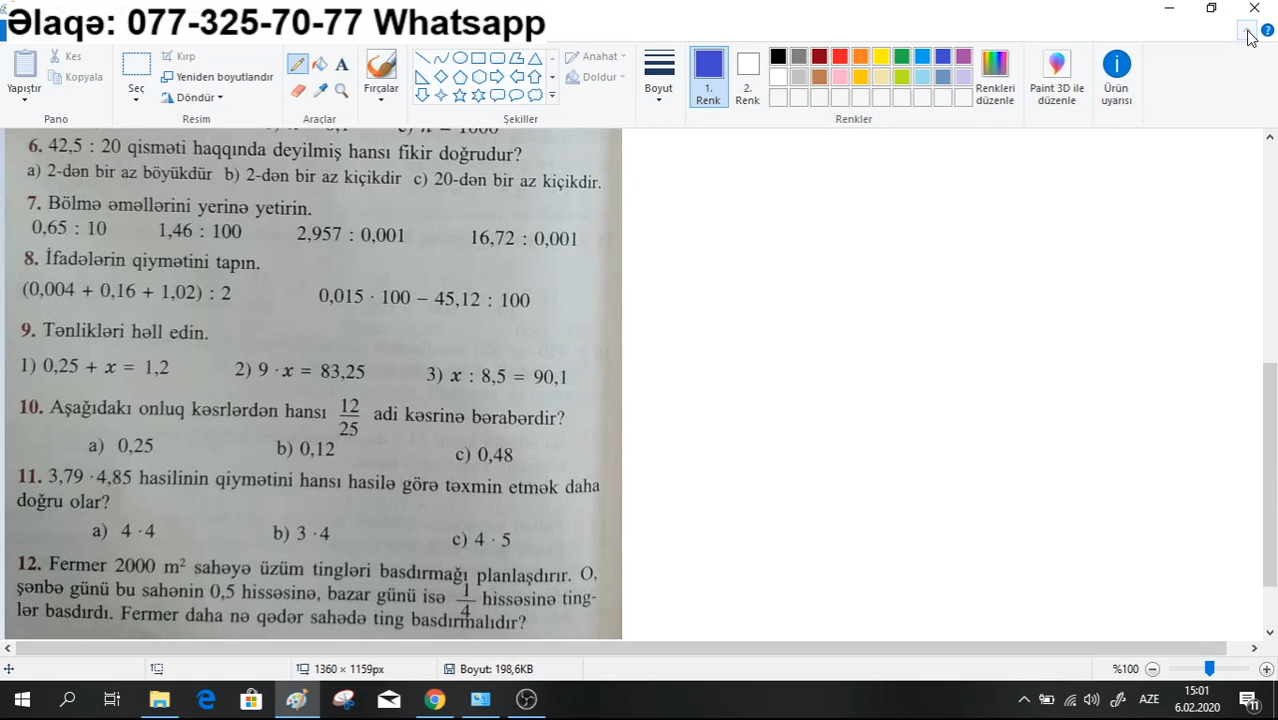 Əlaqə: 077-325-70-77 Whatsapp
Yapıştır
Kes
Kopyala
Pano
Seç
Kırp
Yeniden boyutlandır
Döndür
Resim
A
Araçlar
Fırçalar
Şekiller
Anahat
Doldur
Boyut
1. Renk
2. Renk
Renkler
Renkleri düzenle
Paint 3D ile düzenle
Ürün uyarısı
6. 42,5 : 20 qisməti haqqında deyilmiş hansı fikir doğrudur?
a) 2-dən bir az böyükdür b) 2-dən bir az kiçikdir c) 20-dən bir az kiçikdir.
7. Bölmə əməllərini yerinə yetirin.
0,65 : 10 1,46 : 100 2,957 : 0,001 16,72 : 0,001
8. İfadələrin qiymətini tapın.
(0,004 + 0,16 + 1,02) : 2 0,015 · 100 – 45,12 : 100
9. Tənlikləri həll edin.
1) 0,25 + x = 1,2 2) 9 · x = 83,25 3) x : 8,5 = 90,1
10. Aşağıdakı onluq kəsrlərdən hansı 12/25 adi kəsrinə bərabərdir?
a) 0,25 b) 0,12 c) 0,48
11. 3,79 · 4,85 hasilinin qiymətini hansı hasilə görə təxmin etmək daha
doğru olar?
a) 4 · 4 b) 3 · 4 c) 4 · 5
12. Fermer 2000 m² sahəyə üzüm tingləri basdırmağı planlaşdırır. O,
şənbə günü bu sahənin 0,5 hissəsinə, bazar günü isə 1/4 hissəsinə ting-
lər basdırdı. Fermer daha nə qədər sahədə ting basdırmalıdır?
1360 × 1159px
Boyut: 198,6KB
%100
AZE
15:01
6.02.2020
11